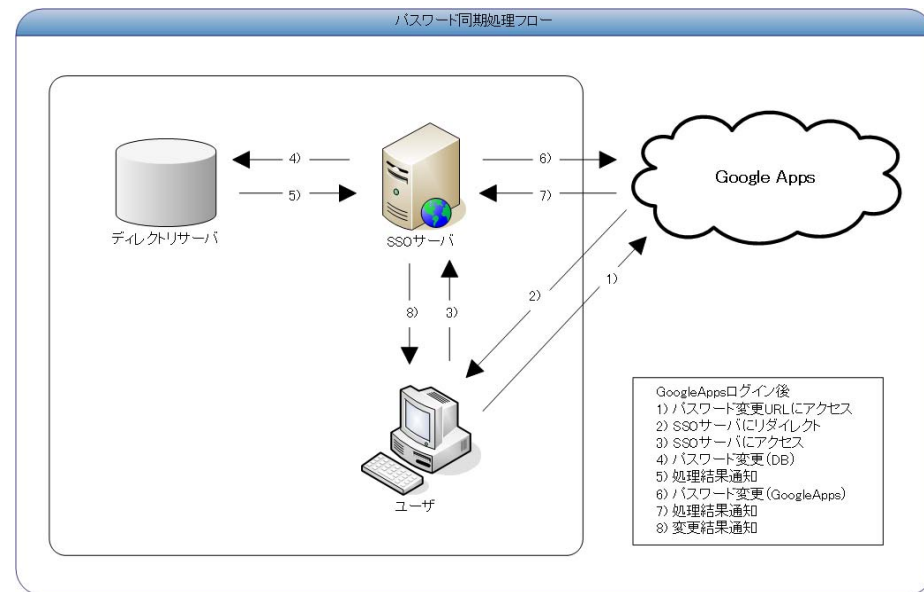 パスワード同期処理フロー
4)
5)
6)
7)
Google Apps
ディレクトリサーバ
SSOサーバ
8)
3)
2)
1)
ユーザ
GoogleAppsログイン後
1) パスワード変更URLにアクセス
2) SSOサーバにリダイレクト
3) SSOサーバにアクセス
4) パスワード変更(DB)
5) 処理結果通知
6) パスワード変更(GoogleApps)
7) 処理結果通知
8) 変更結果通知